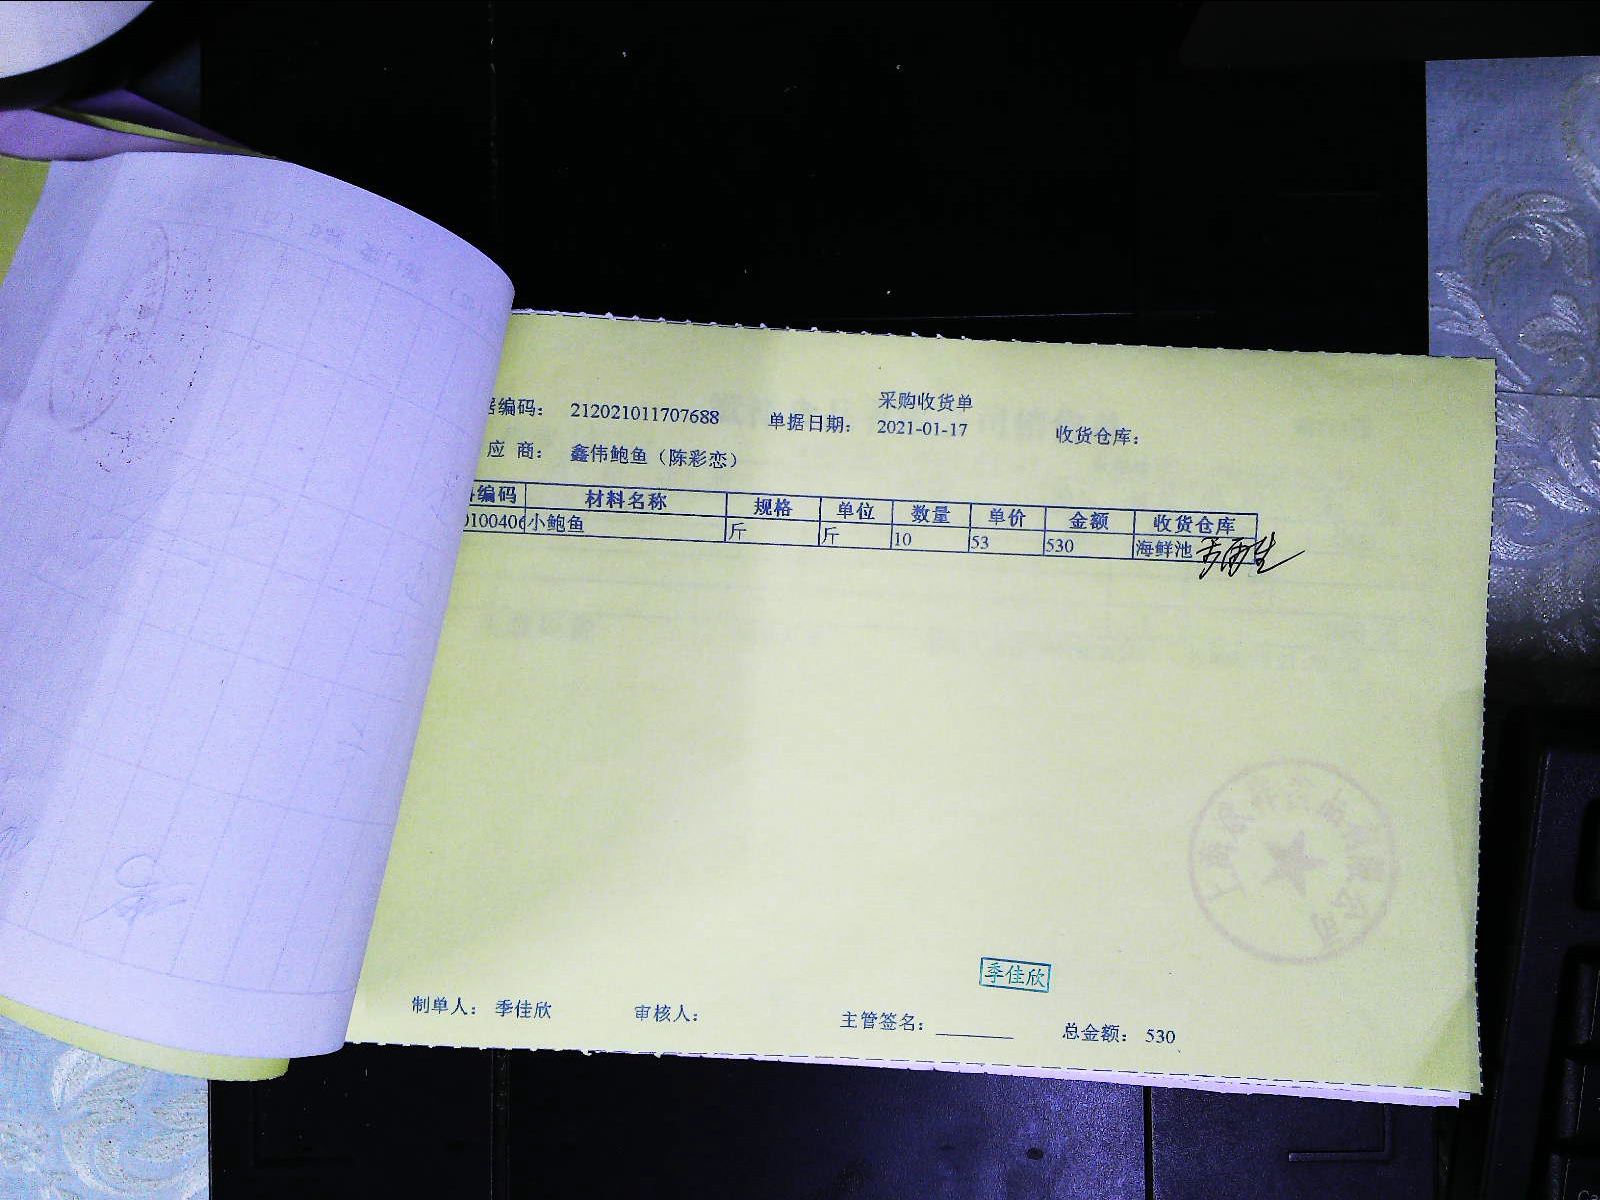 采购收货单
据编码： 212021011707688 单据日期： 2021-01-17 收货仓库：
应 商： 鑫伟鲍鱼（陈彩恋）
编码 材料名称 规格 单位 数量 单价 金额 收货仓库
0100406 小鲍鱼 斤 斤 10 53 530 海鲜池
季佳欣
制单人： 季佳欣 审核人： 主管签名： 总金额： 530